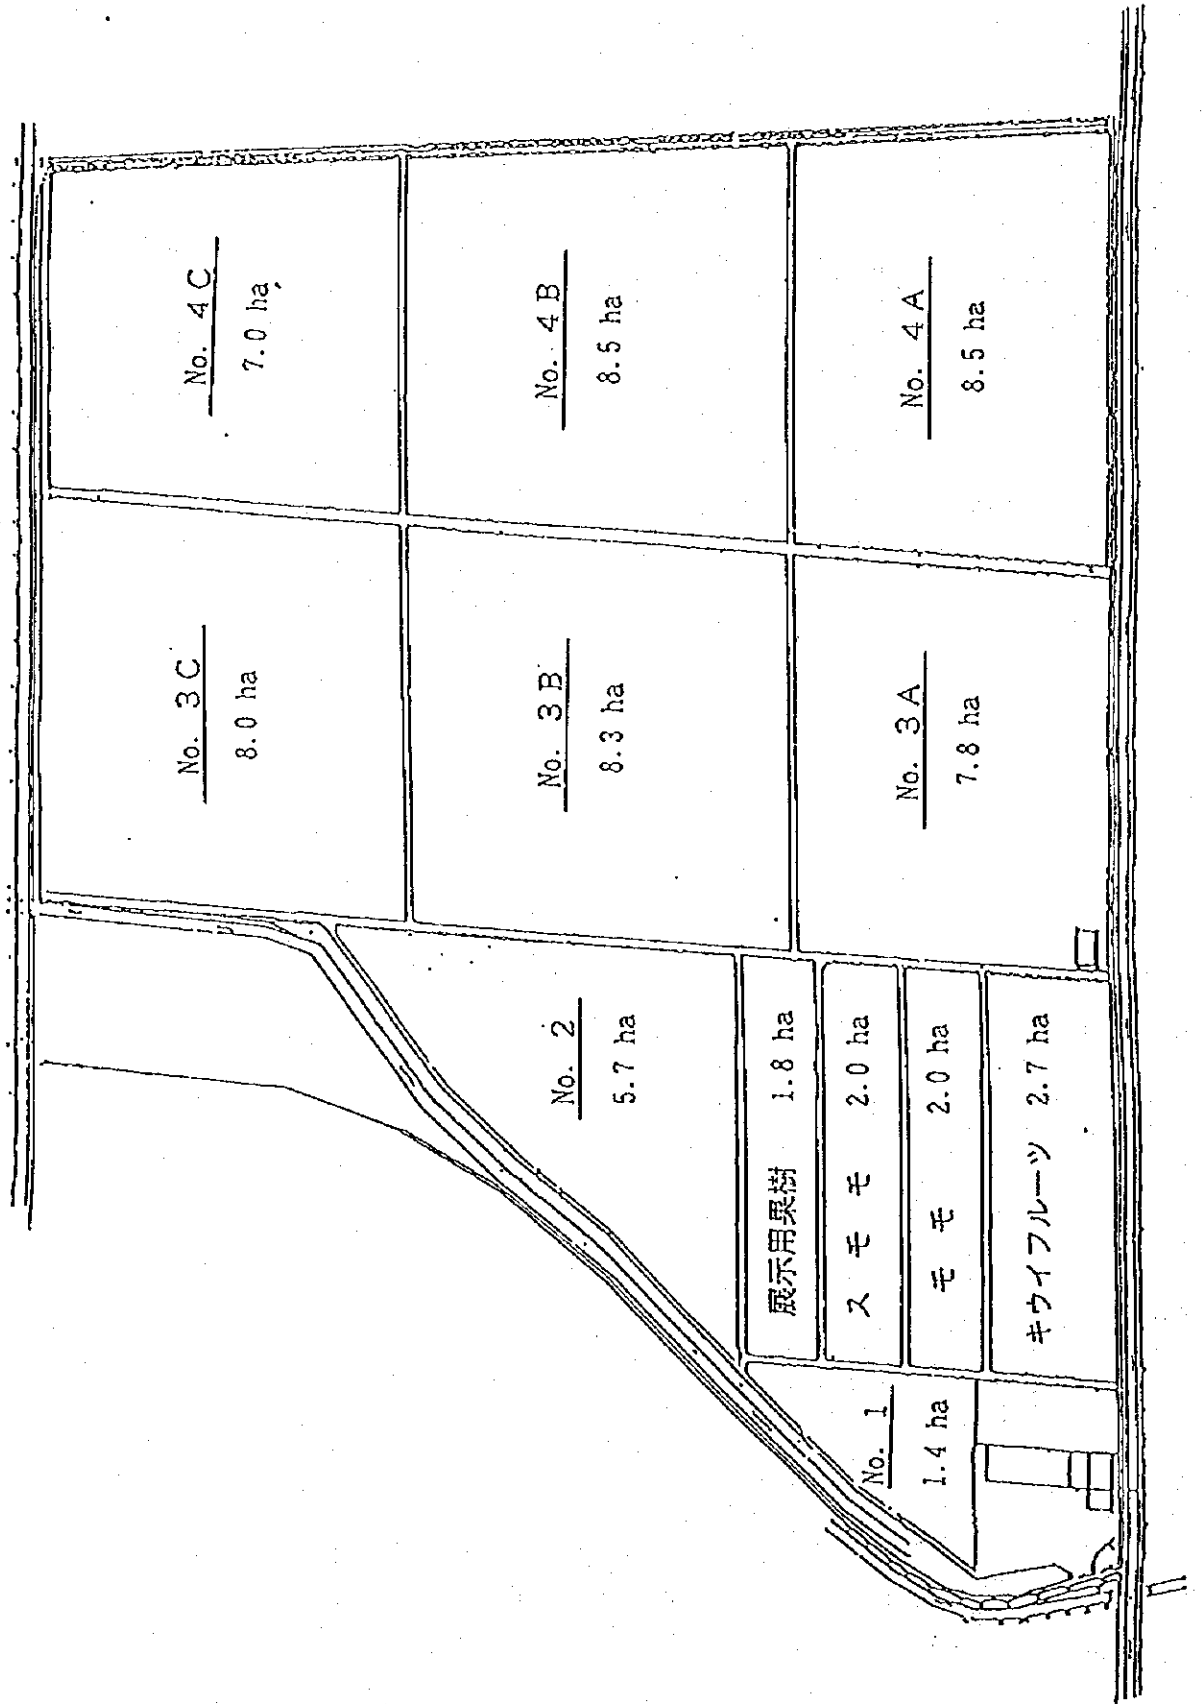 No. 4C
7.0 ha
No. 4B
8.5 ha
No. 4A
8.5 ha
No. 3C
8.0 ha
No. 3B
8.3 ha
No. 3A
7.8 ha
No. 2
5.7 ha
展示用果樹 1.8 ha
スモモ 2.0 ha
モモ 2.0 ha
キウイフルーツ 2.7 ha
No. 1
1.4 ha